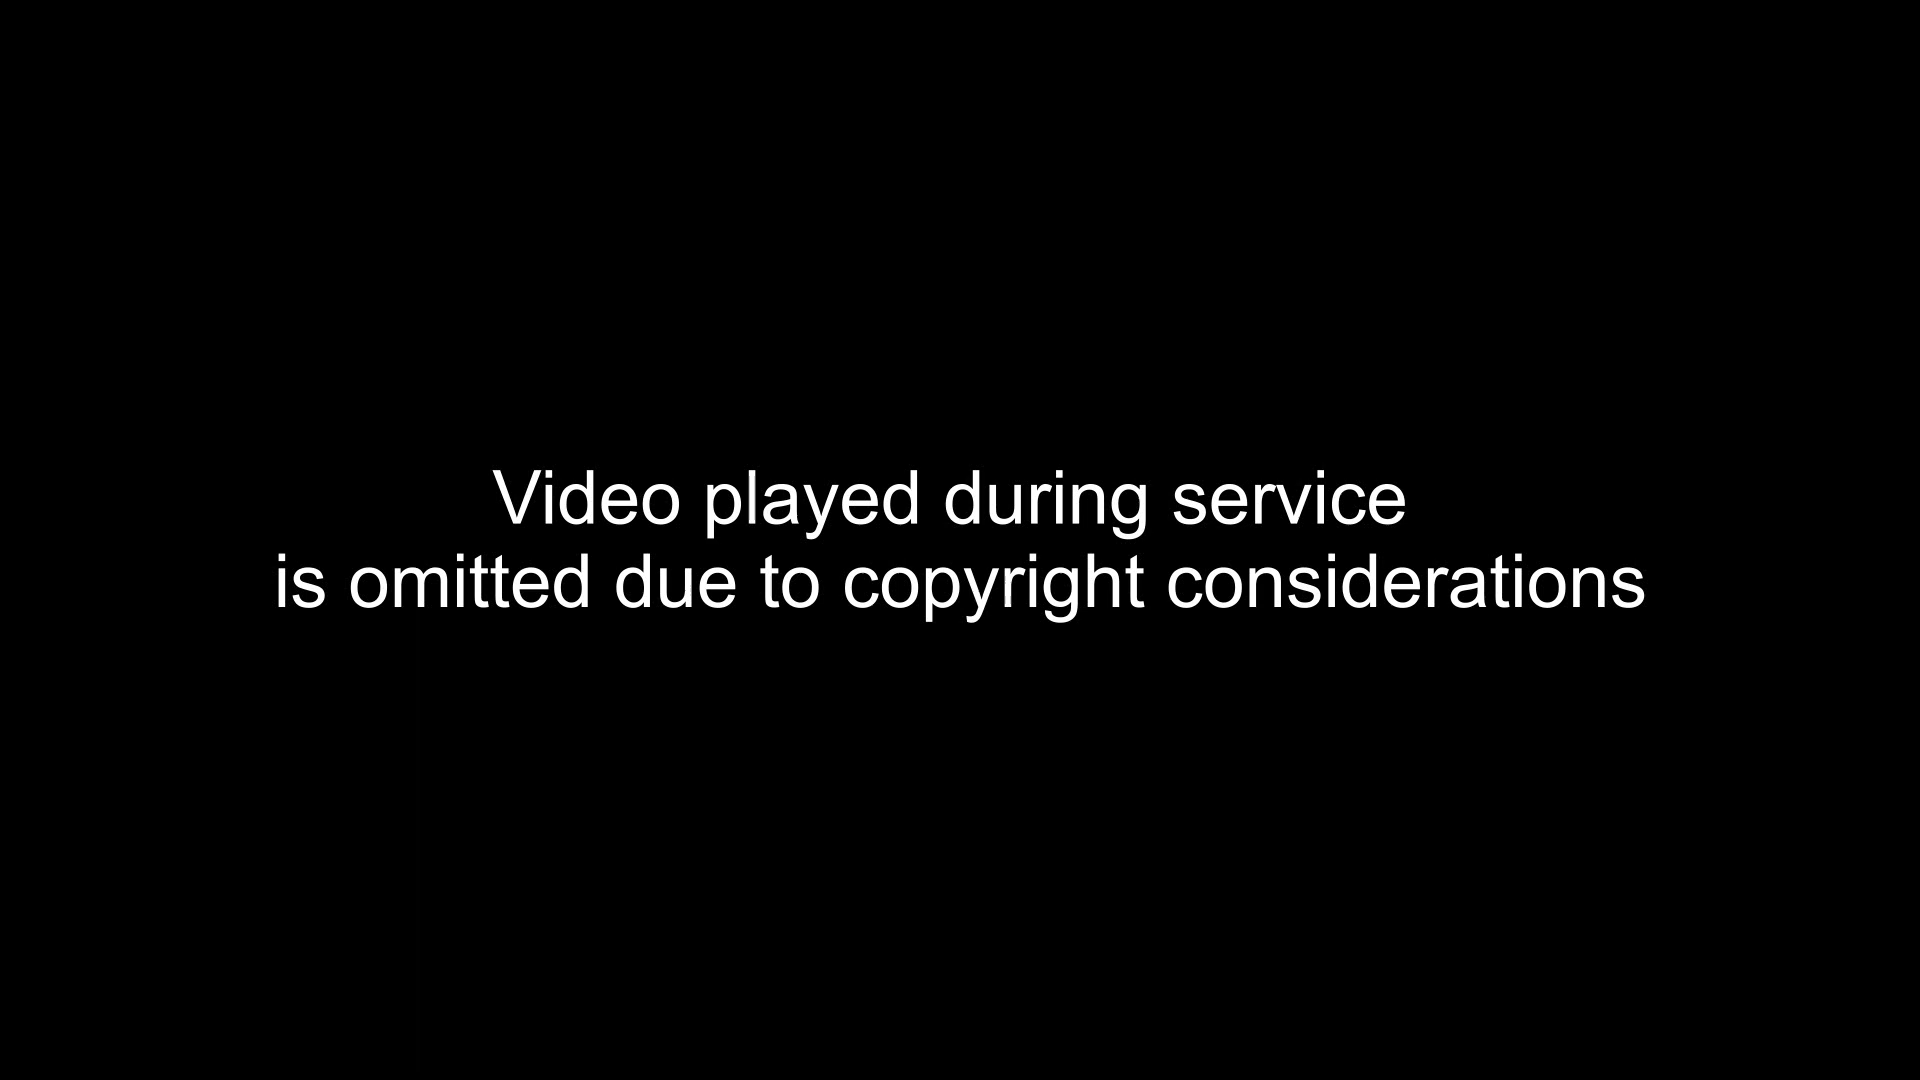 Video played during service
is omitted due to copyright considerations